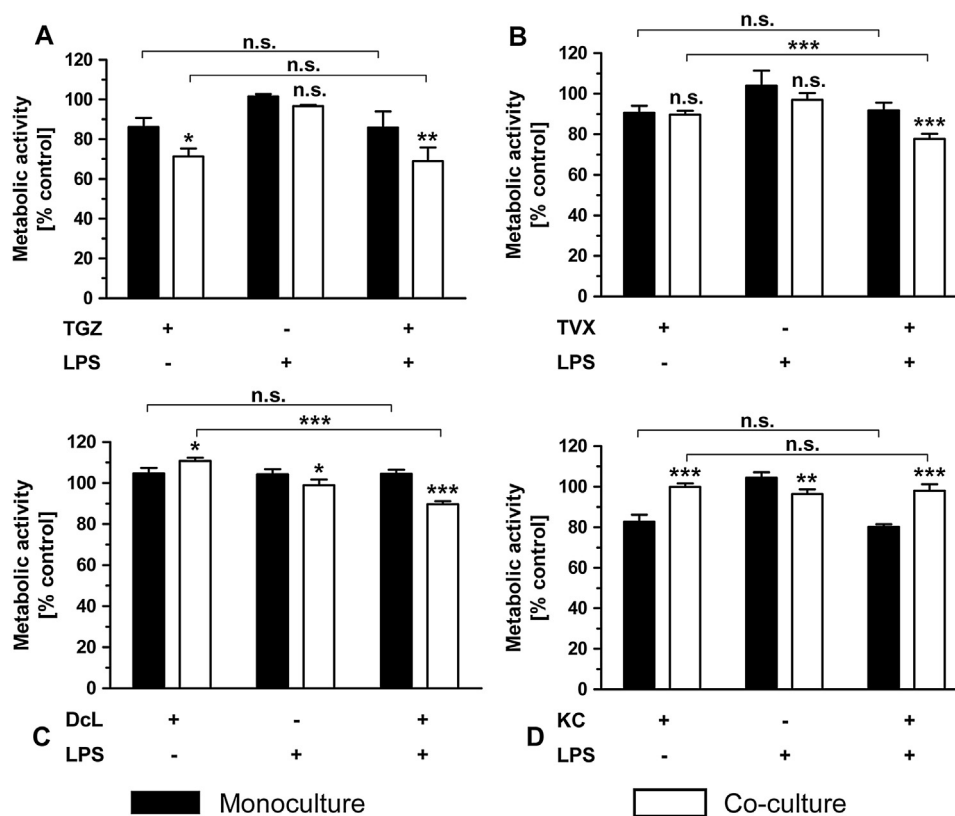 A
n.s.
n.s.
120
100
80
60
40
20
0
Metabolic activity
[% control]
*
n.s.
**
TGZ + - +
LPS - + +
B
n.s.
***
120
100
80
60
40
20
0
Metabolic activity
[% control]
n.s.
n.s.
***
TVX + - +
LPS - + +
n.s.
***
120
100
80
60
40
20
0
Metabolic activity
[% control]
*
*
***
DcL + - +
C LPS - + +
n.s.
n.s.
120
100
80
60
40
20
0
Metabolic activity
[% control]
***
**
***
KC + - +
D LPS - + +
Monoculture
Co-culture